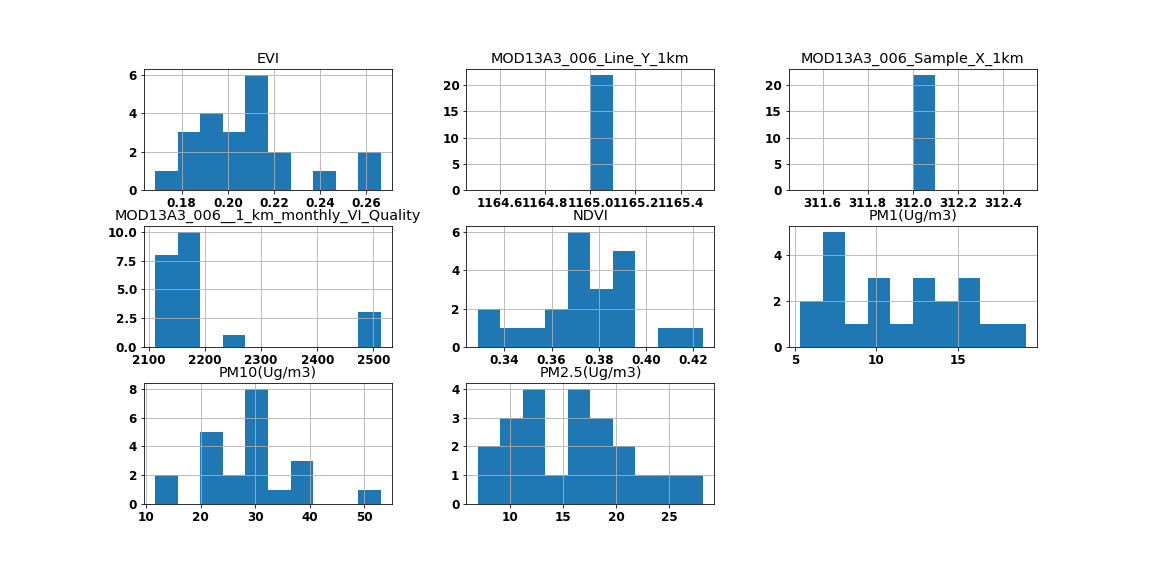 EVI
6
4
2
0
0.18 0.20 0.22 0.24 0.26
MOD13A3_006_Line_Y_1km
20
15
10
5
0
1164.6 1164.8 1165.0 1165.2 1165.4
MOD13A3_006_Sample_X_1km
20
15
10
5
0
311.6 311.8 312.0 312.2 312.4
MOD13A3_006__1_km_monthly_VI_Quality
10.0
7.5
5.0
2.5
0.0
2100 2200 2300 2400 2500
NDVI
6
4
2
0
0.34 0.36 0.38 0.40 0.42
PM1(Ug/m3)
4
2
0
5 10 15
PM10(Ug/m3)
8
6
4
2
0
10 20 30 40 50
PM2.5(Ug/m3)
4
3
2
1
0
10 15 20 25